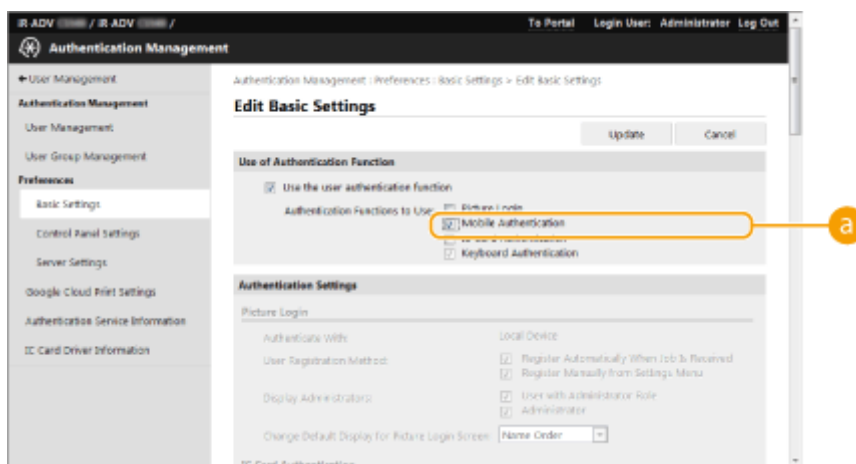 iR-ADV / iR-ADV /
To Portal Login User: Administrator Log Out
Authentication Management
User Management
Authentication Management : Preferences : Basic Settings > Edit Basic Settings
Authentication Management
Edit Basic Settings
User Management
Update Cancel
User Group Management
Use of Authentication Function
Preferences
Use the user authentication function
Basic Settings
Authentication Functions to Use: Picture Login
Mobile Authentication
a
Control Panel Settings
Keyboard Authentication
Server Settings
Google Cloud Print Settings
Authentication Settings
Authentication Service Information
Picture Login
IC Card Driver Information
Authenticate With: Local Device
User Registration Method: Register Automatically When Job Is Received
Register Manually from Settings Menu
Display Administrators: User with Administrator Role
Administrator
Change Default Display for Picture Login Screen: Name Order